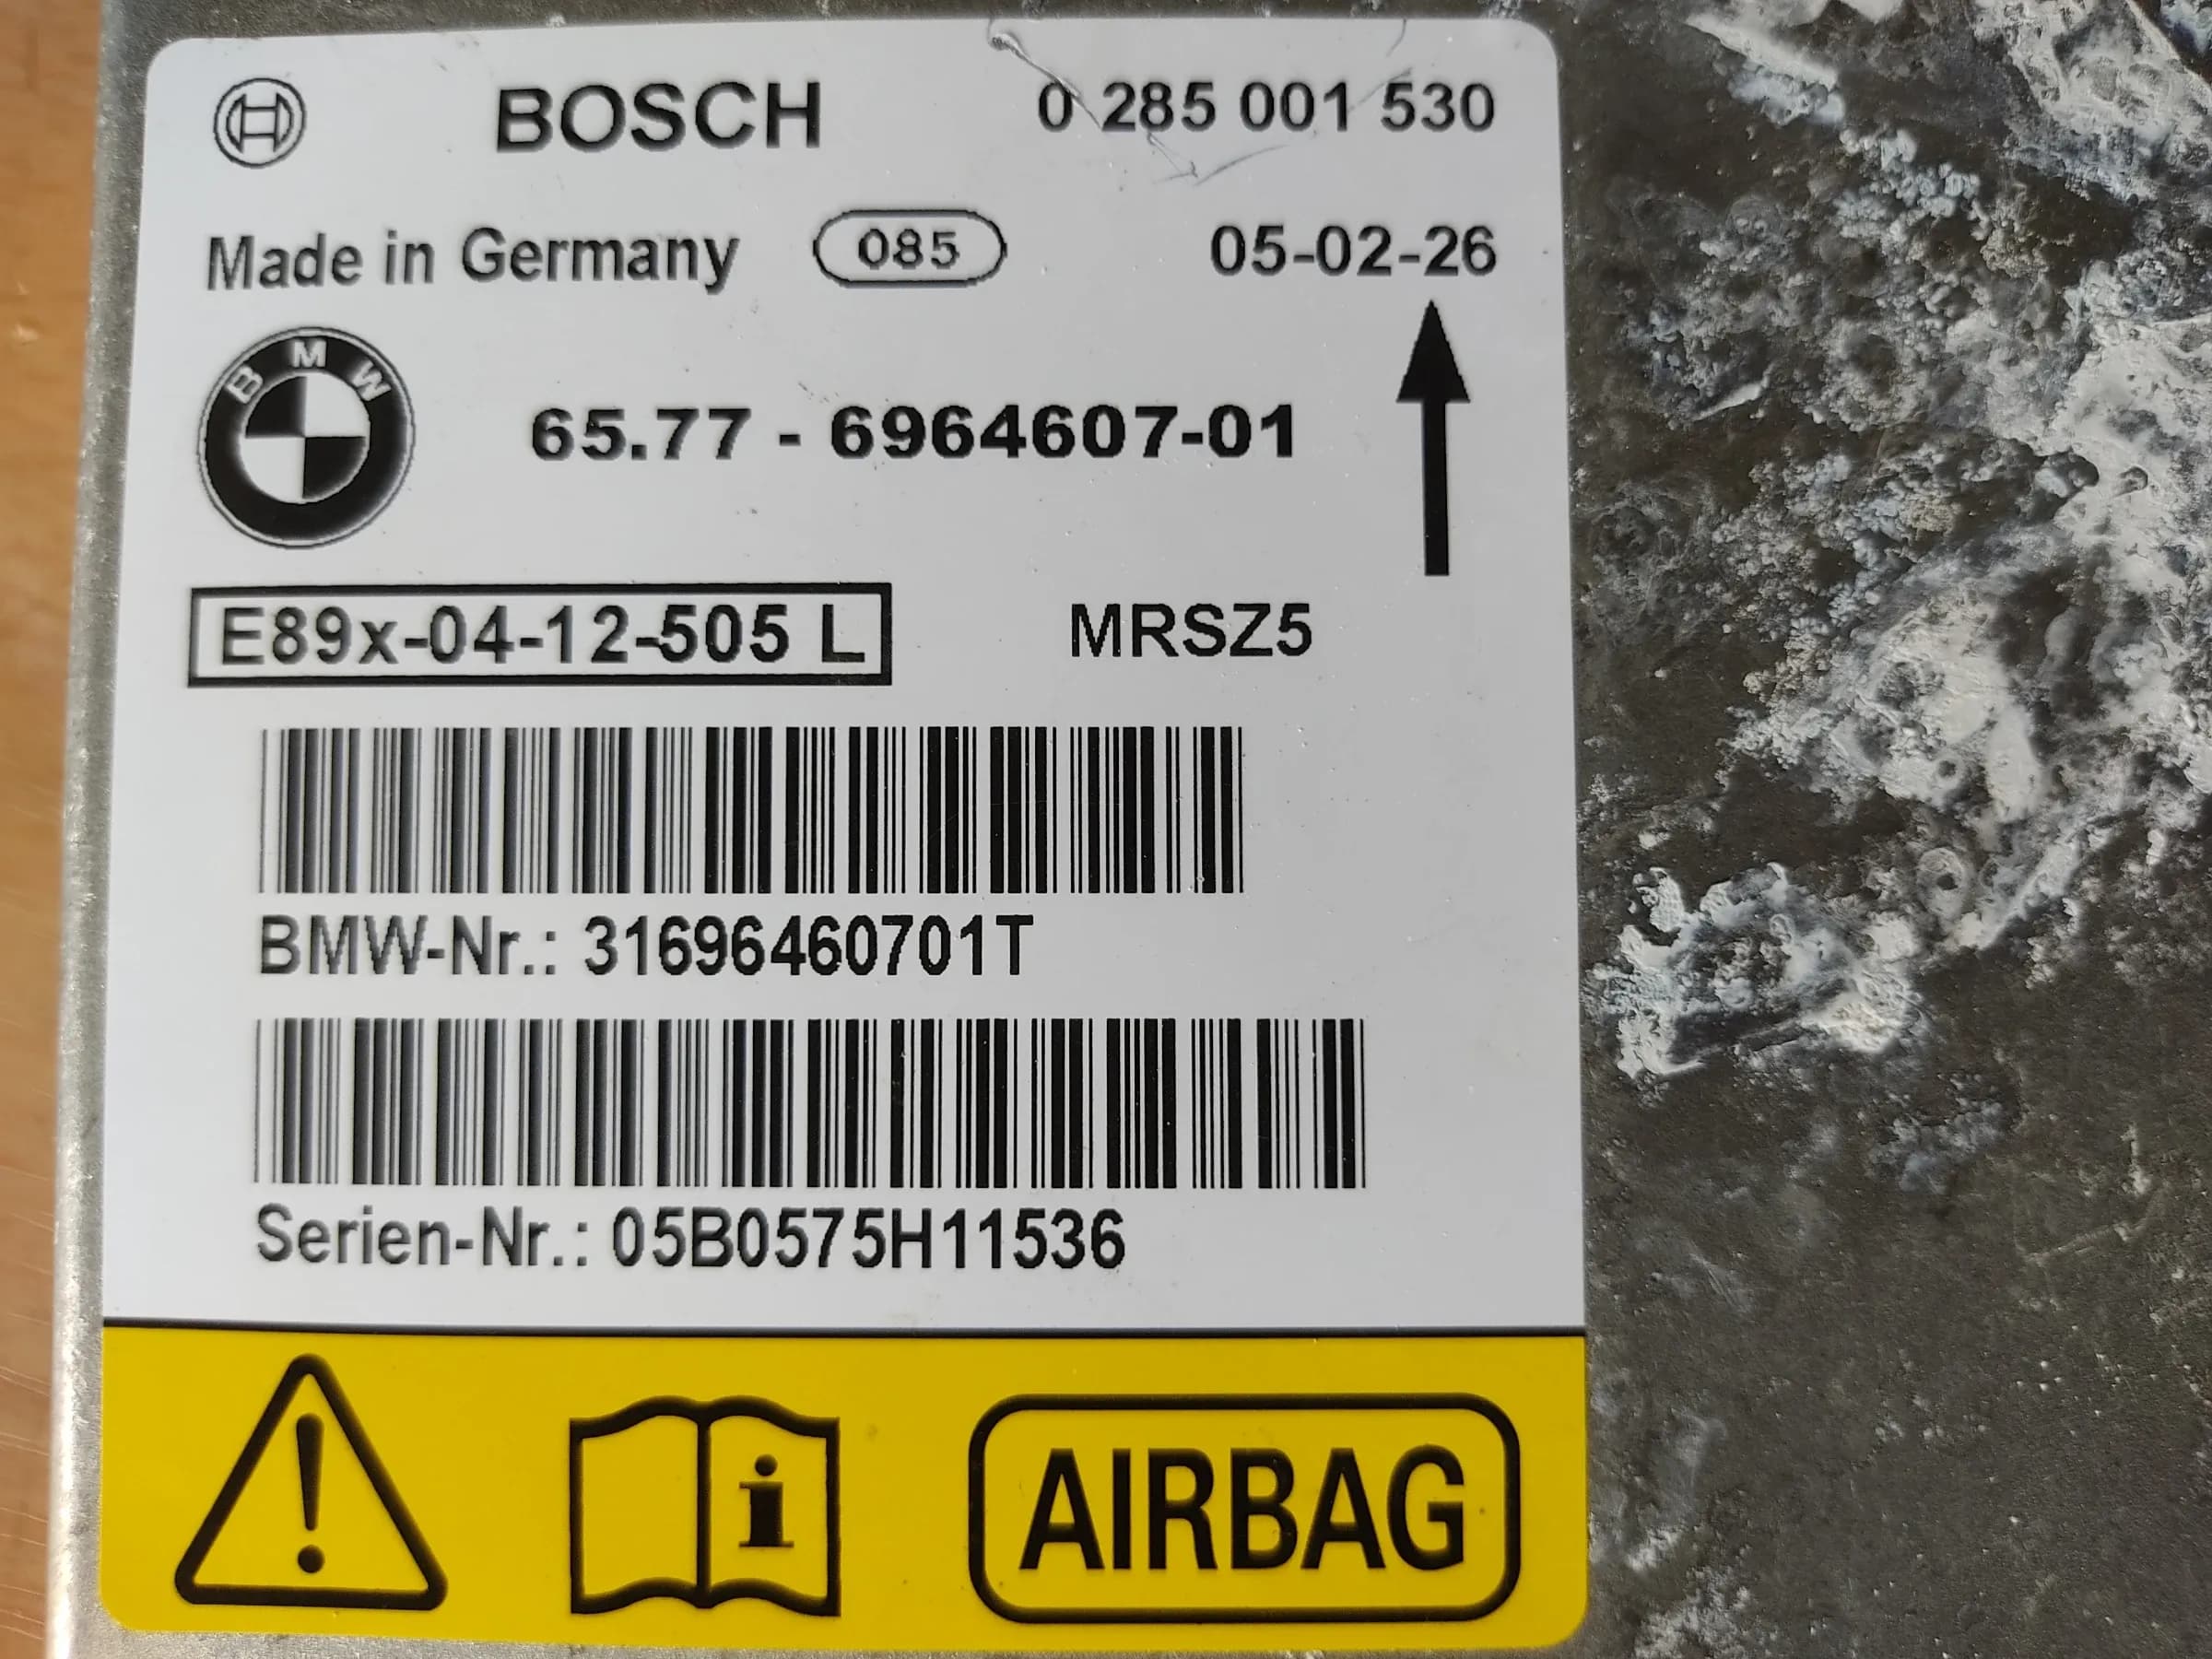 BOSCH 0 285 001 530
Made in Germany 085 05-02-26
BMW 65.77 - 6964607-01
E89x-04-12-505 L MRSZ5
BMW-Nr.: 31696460701T
Serien-Nr.: 05B0575H11536
! i AIRBAG